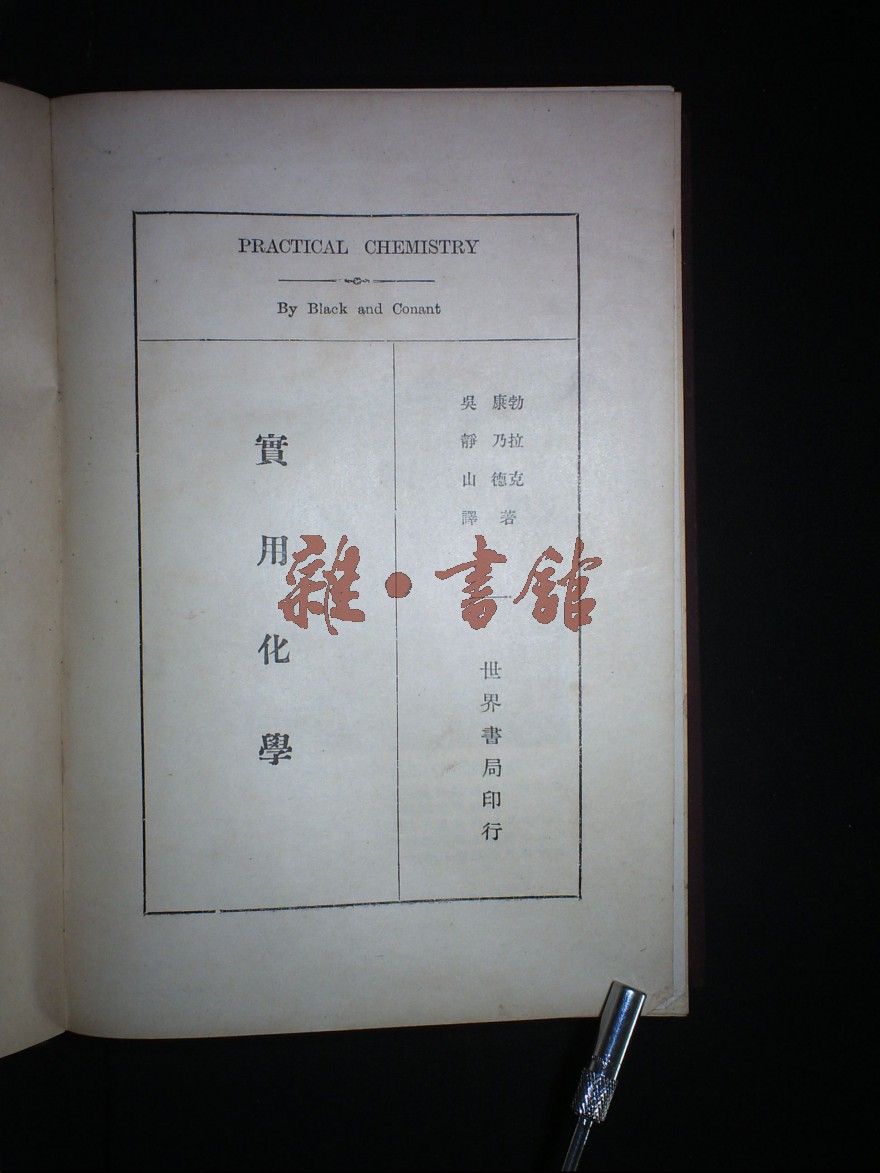 PRACTICAL CHEMISTRY
By Black and Conant
勃拉克
康乃德
著
吳靜山譯
世界書局印行
實用化學
雜·書館